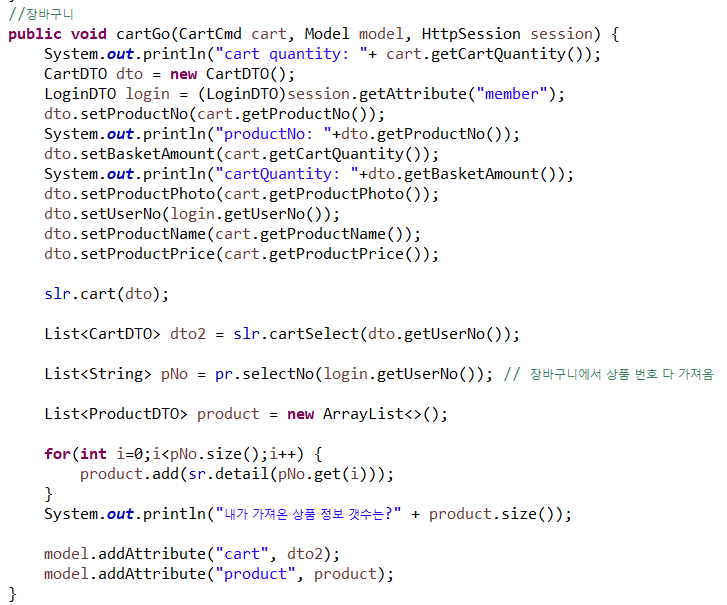 //장바구니
public void cartGo(CartCmd cart, Model model, HttpSession session) {
    System.out.println("cart quantity: "+ cart.getCartQuantity());
    CartDTO dto = new CartDTO();
    LoginDTO login = (LoginDTO)session.getAttribute("member");
    dto.setProductNo(cart.getProductNo());
    System.out.println("productNo: "+dto.getProductNo());
    dto.setBasketAmount(cart.getCartQuantity());
    System.out.println("cartQuantity: "+dto.getBasketAmount());
    dto.setProductPhoto(cart.getProductPhoto());
    dto.setUserNo(login.getUserNo());
    dto.setProductName(cart.getProductName());
    dto.setProductPrice(cart.getProductPrice());
    slr.cart(dto);
    List<CartDTO> dto2 = slr.cartSelect(dto.getUserNo());
    List<String> pNo = pr.selectNo(login.getUserNo()); // 장바구니에서 상품 번호 다 가져옴
    List<ProductDTO> product = new ArrayList<>();
    for(int i=0;i<pNo.size();i++) {
        product.add(sr.detail(pNo.get(i)));
    }
    System.out.println("내가 가져온 상품 정보 갯수는?" + product.size());
    model.addAttribute("cart", dto2);
    model.addAttribute("product", product);
}